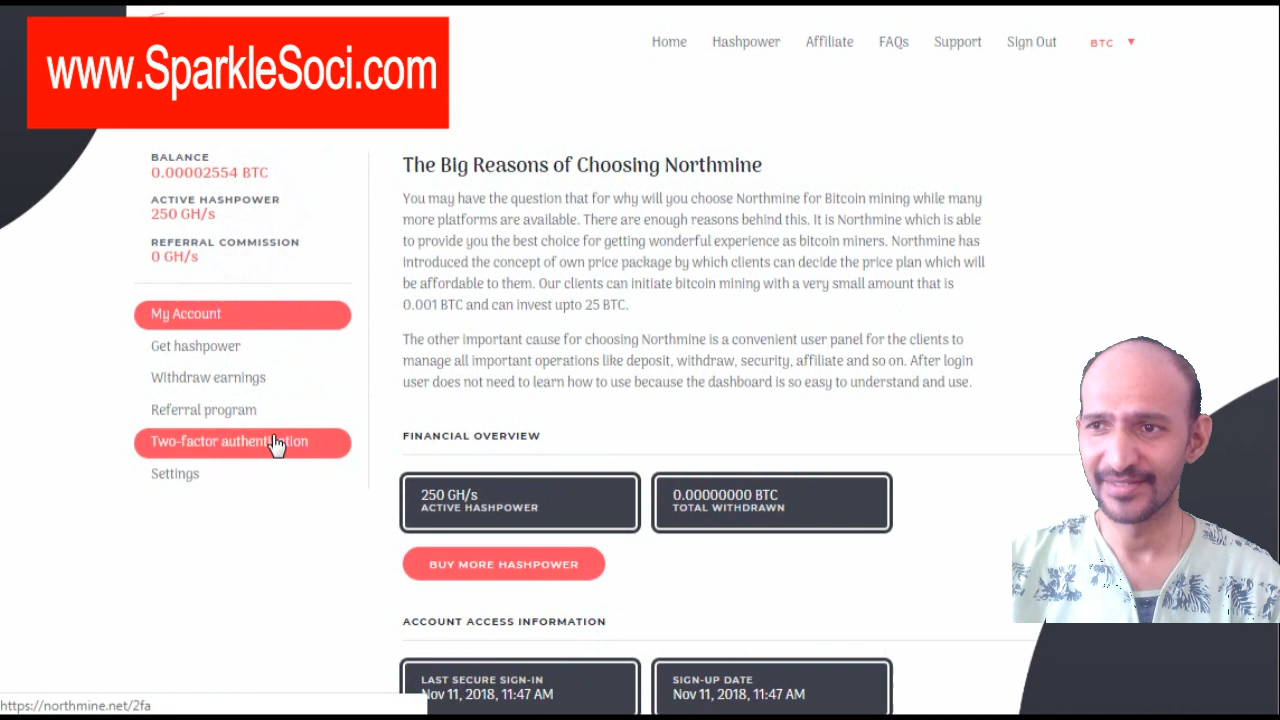 www.SparkleSoci.com
Home Hashpower Affiliate FAQs Support Sign Out BTC
BALANCE
0.00002554 BTC
ACTIVE HASHPOWER
250 GH/s
REFERRAL COMMISSION
0 GH/s
My Account
Get hashpower
Withdraw earnings
Referral program
Two-factor authentication
Settings
The Big Reasons of Choosing Northmine
You may have the question that for why will you choose Northmine for Bitcoin mining while many
more platforms are available. There are enough reasons behind this. It is Northmine which is able
to provide you the best choice for getting wonderful experience as bitcoin miners. Northmine has
introduced the concept of own price package by which clients can decide the price plan which will
be affordable to them. Our clients can initiate bitcoin mining with a very small amount that is
0.001 BTC and can invest upto 25 BTC.
The other important cause for choosing Northmine is a convenient user panel for the clients to
manage all important operations like deposit, withdraw, security, affiliate and so on. After login
user does not need to learn how to use because the dashboard is so easy to understand and use.
FINANCIAL OVERVIEW
250 GH/s
ACTIVE HASHPOWER
0.00000000 BTC
TOTAL WITHDRAWN
BUY MORE HASHPOWER
ACCOUNT ACCESS INFORMATION
LAST SECURE SIGN-IN
Nov 11, 2018, 11:47 AM
SIGN-UP DATE
Nov 11, 2018, 11:47 AM
https://northmine.net/2fa